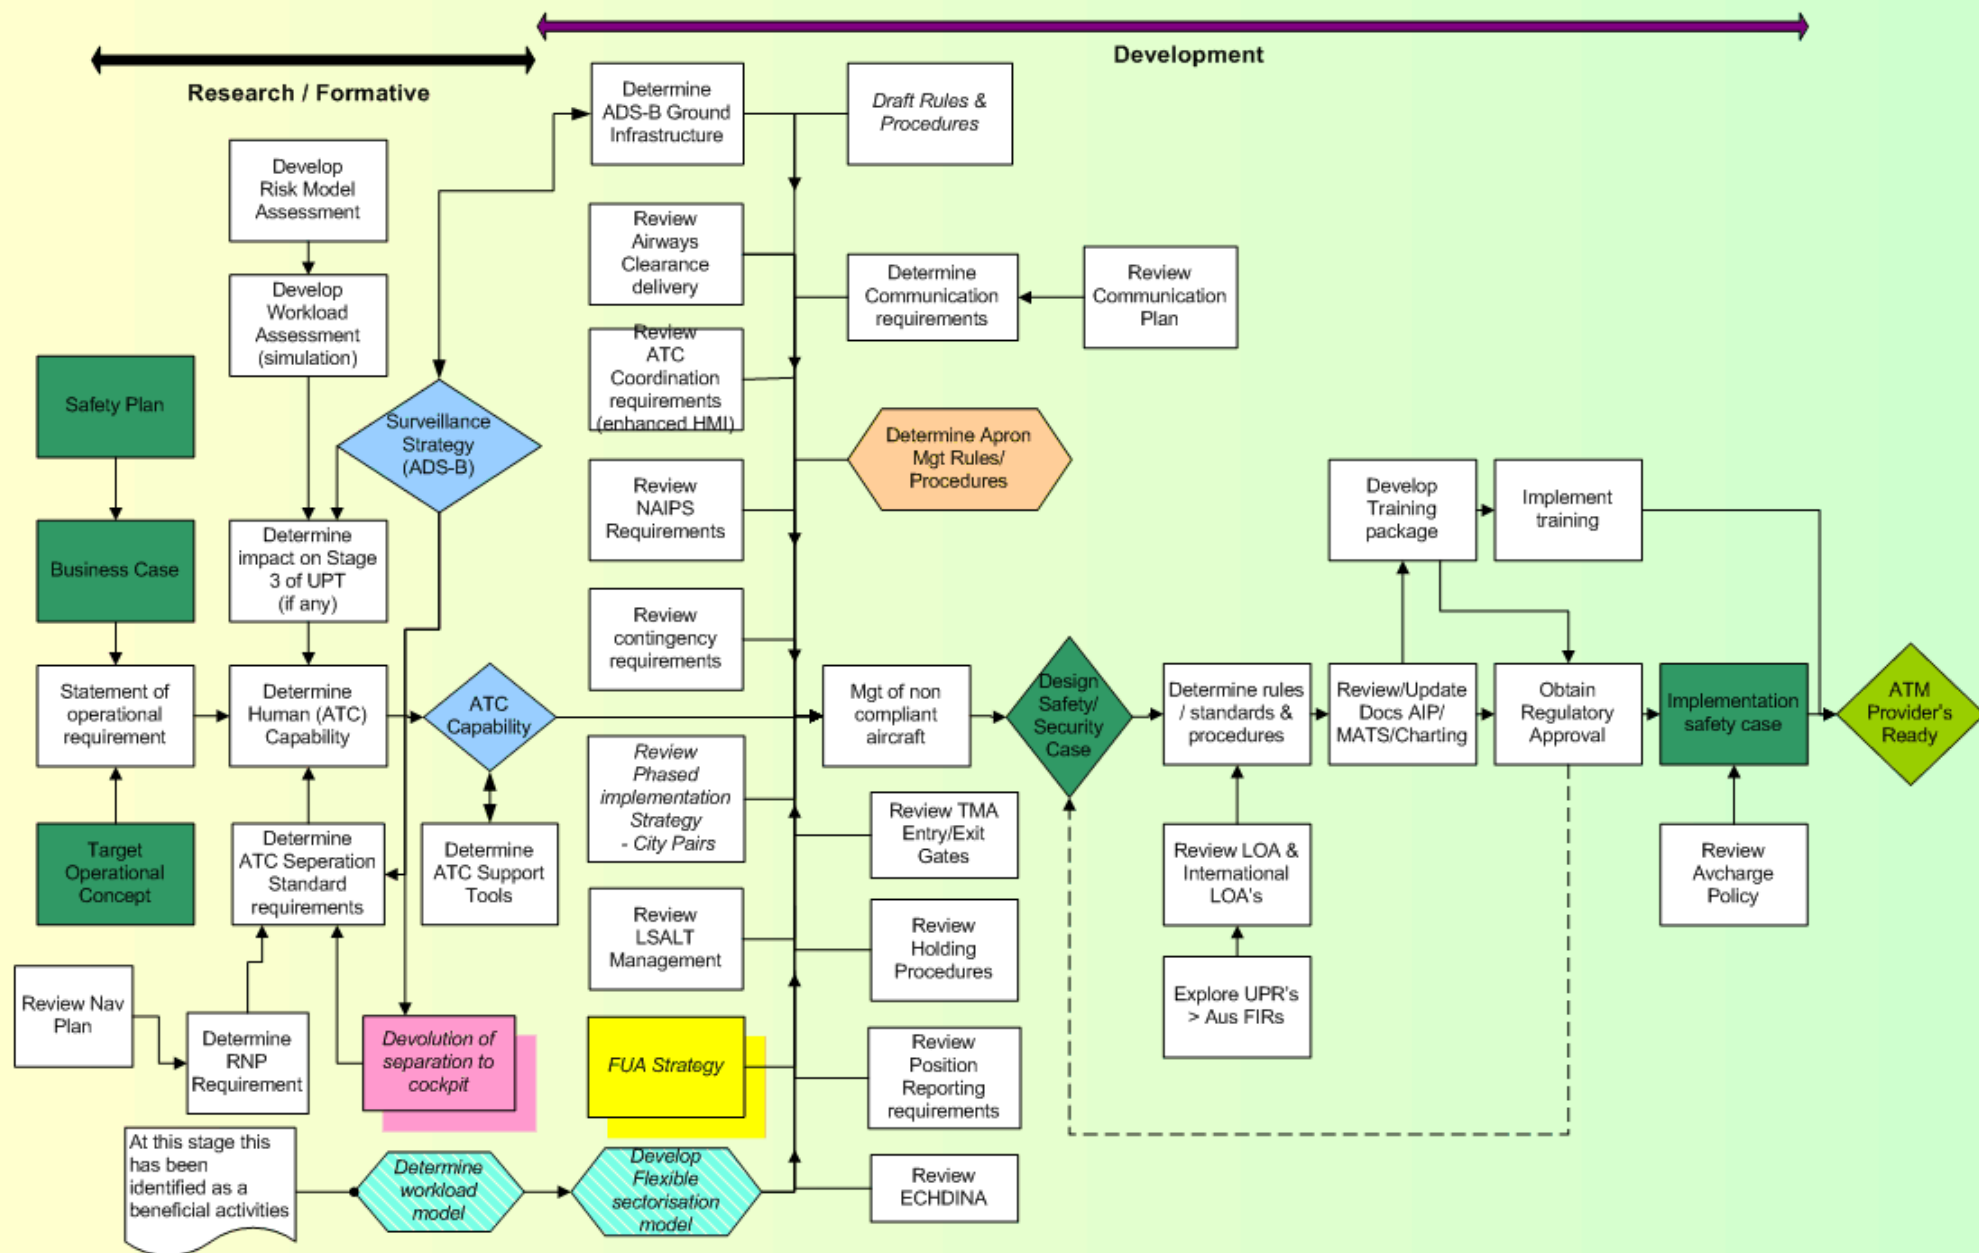 Development
Research / Formative
Determine
ADS-B Ground
Infrastructure
Draft Rules &
Procedures
Develop
Risk Model
Assessment
Review
Airways
Clearance
delivery
Develop
Workload
Assessment
(simulation)
Determine
Communication
requirements
Review
Communication
Plan
Review
ATC
Coordination
requirements
(enhanced HMI)
Safety Plan
Surveillance
Strategy
(ADS-B)
Determine Apron
Mgt Rules/
Procedures
Review
NAIPS
Requirements
Develop
Training
package
Implement
training
Business Case
Determine
impact on Stage
3 of UPT
(if any)
Review
contingency
requirements
Statement of
operational
requirement
Determine
Human (ATC)
Capability
ATC
Capability
Mgt of non
compliant
aircraft
Design
Safety/
Security
Case
Determine rules
/ standards &
procedures
Review/Update
Docs AIP/
MATS/Charting
Obtain
Regulatory
Approval
Implementation
safety case
ATM
Provider's
Ready
Review
Phased
implementation
Strategy
- City Pairs
Target
Operational
Concept
Determine
ATC Seperation
Standard
requirements
Determine
ATC Support
Tools
Review TMA
Entry/Exit
Gates
Review LOA &
International
LOA's
Review
Avcharge
Policy
Review
LSALT
Management
Review
Holding
Procedures
Review Nav
Plan
Determine
RNP
Requirement
Devolution of
separation to
cockpit
FUA Strategy
Review
Position
Reporting
requirements
Explore UPR's
> Aus FIRs
At this stage this
has been
identified as a
beneficial activities
Determine
workload
model
Develop
Flexible
sectorisation
model
Review
ECHDINA